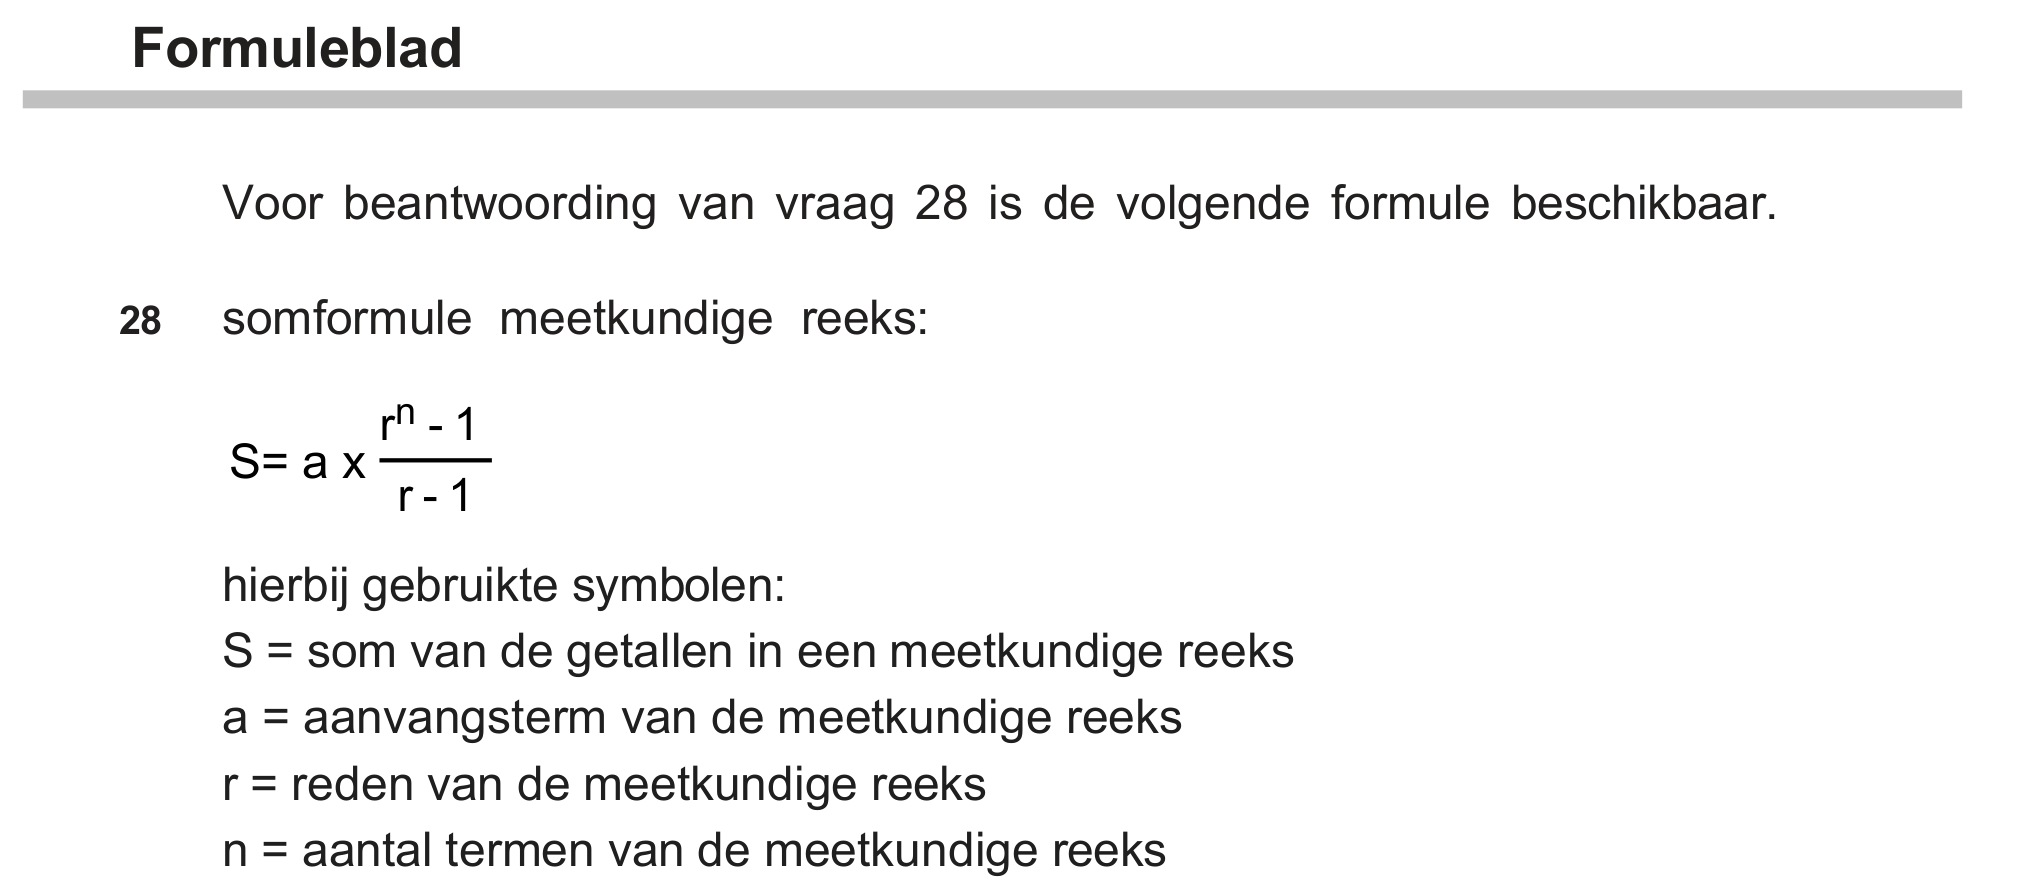 Formuleblad
Voor beantwoording van vraag 28 is de volgende formule beschikbaar.
28 somformule meetkundige reeks:
S= a x (rⁿ - 1) / (r - 1)
hierbij gebruikte symbolen:
S = som van de getallen in een meetkundige reeks
a = aanvangsterm van de meetkundige reeks
r = reden van de meetkundige reeks
n = aantal termen van de meetkundige reeks